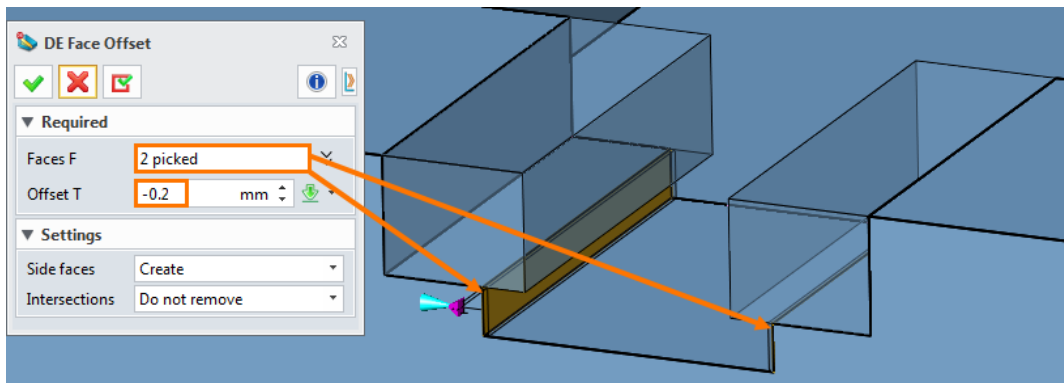 DE Face Offset
Required
Faces F 2 picked
Offset T -0.2 mm
Settings
Side faces Create
Intersections Do not remove